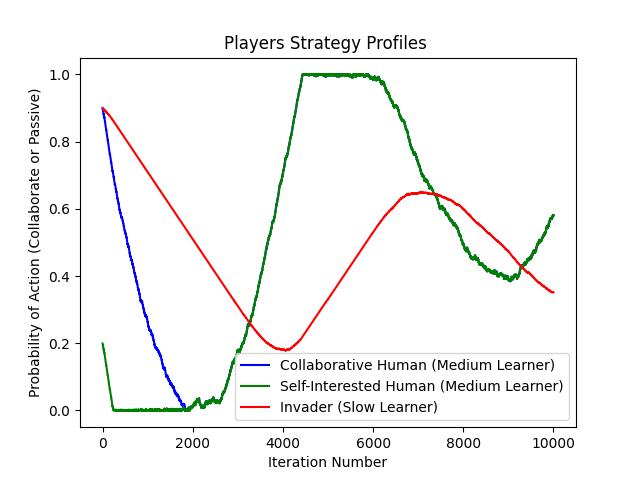 Players Strategy Profiles
Probability of Action (Collaborate or Passive)
1.0
0.8
0.6
0.4
0.2
0.0
Collaborative Human (Medium Learner)
Self-Interested Human (Medium Learner)
Invader (Slow Learner)
0 2000 4000 6000 8000 10000
Iteration Number